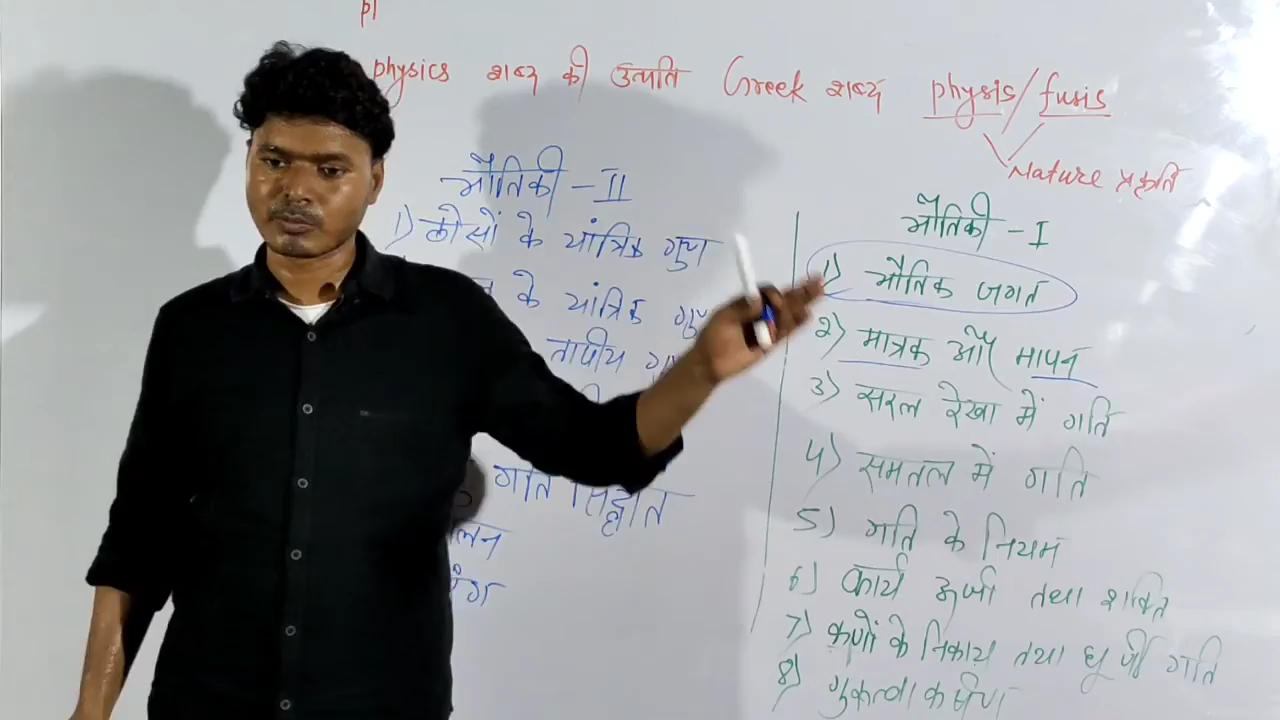 physics शब्द की उत्पति Greek शब्द physis/fusis
Nature प्रकृति
भौतिकी - II
1) ठोसों के यांत्रिक गुण
के यांत्रिक गुण
तापीय
गति सिद्धांत
भौतिकी - I
1) भौतिक जगत
2) मात्रक और मापन
3) सरल रेखा में गति
4) समतल में गति
5) गति के नियम
6) कार्य ऊर्जा तथा शक्ति
7) कणों के निकाय तथा घूर्णी गति
8) गुरुत्वाकर्षण